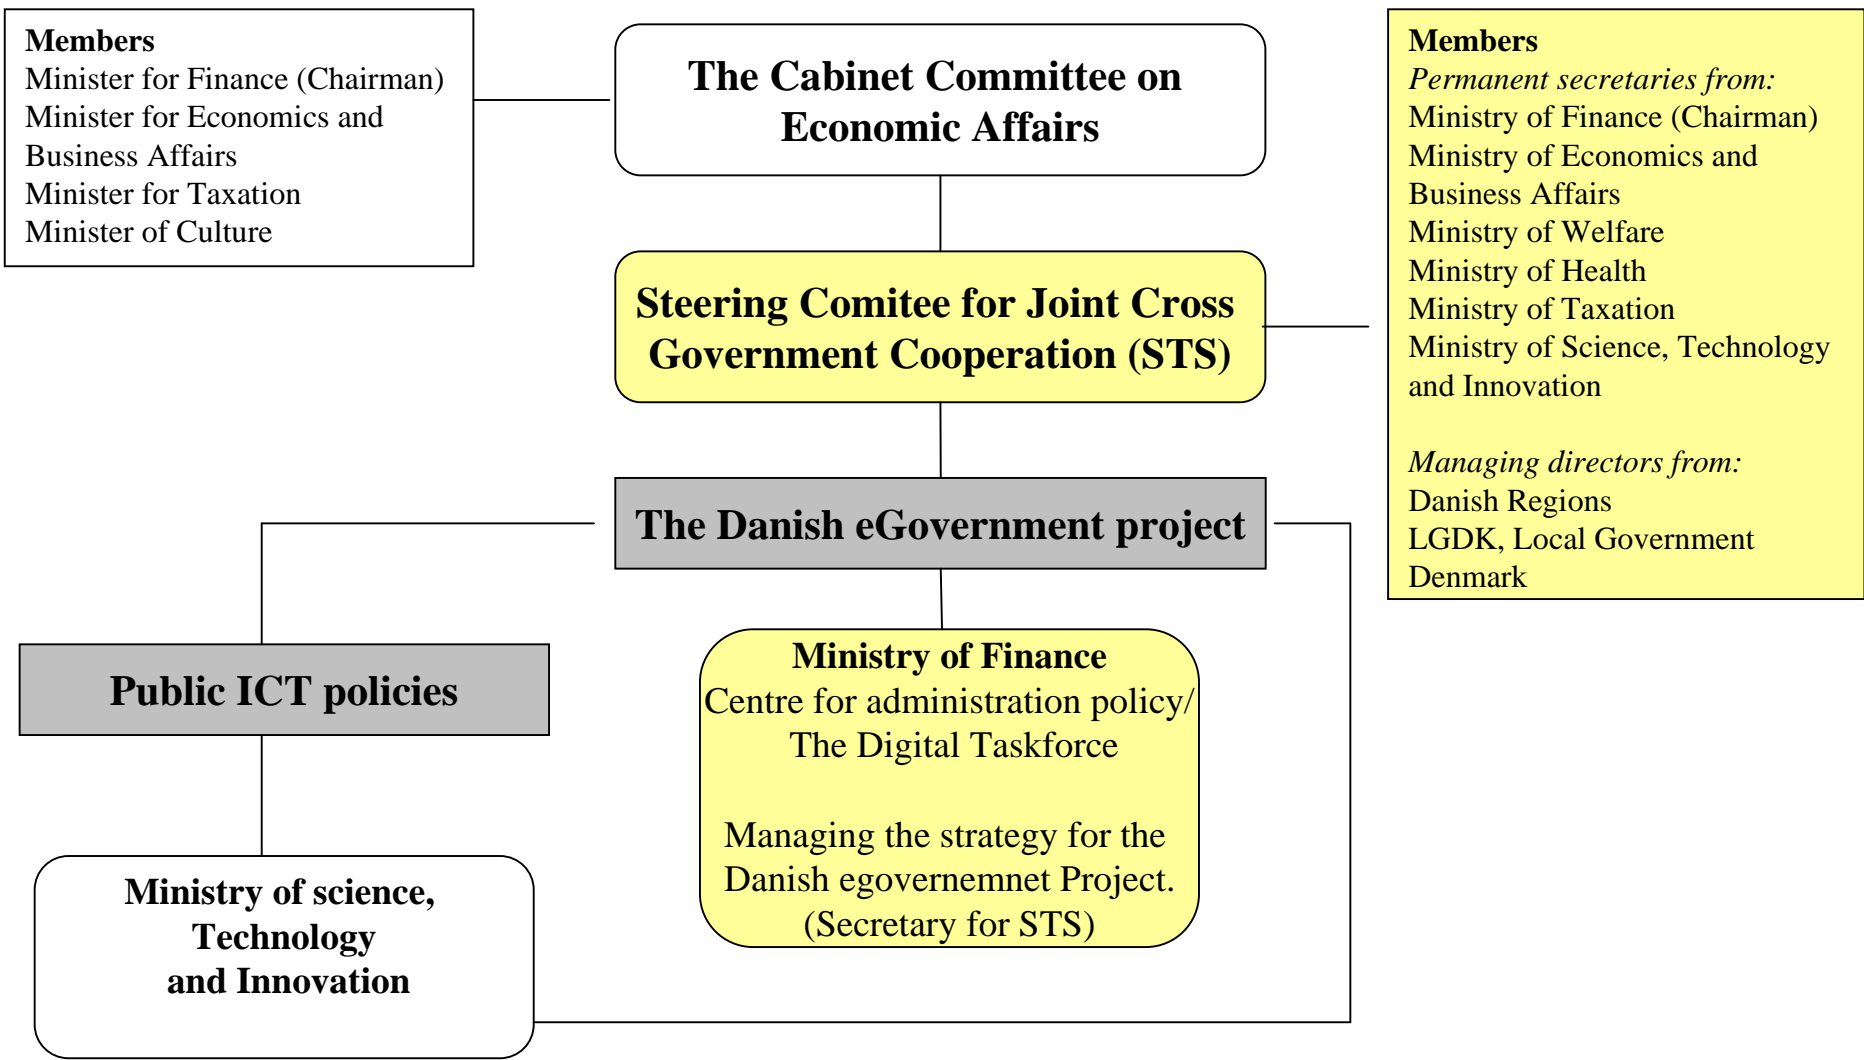 Members
Minister for Finance (Chairman)
Minister for Economics and
Business Affairs
Minister for Taxation
Minister of Culture
The Cabinet Committee on
Economic Affairs
Members
Permanent secretaries from:
Ministry of Finance (Chairman)
Ministry of Economics and
Business Affairs
Ministry of Welfare
Ministry of Health
Ministry of Taxation
Ministry of Science, Technology
and Innovation
Managing directors from:
Danish Regions
LGDK, Local Government
Denmark
Steering Comitee for Joint Cross
Government Cooperation (STS)
The Danish eGovernment project
Public ICT policies
Ministry of Finance
Centre for administration policy/
The Digital Taskforce
Managing the strategy for the
Danish egovernemnet Project.
(Secretary for STS)
Ministry of science,
Technology
and Innovation